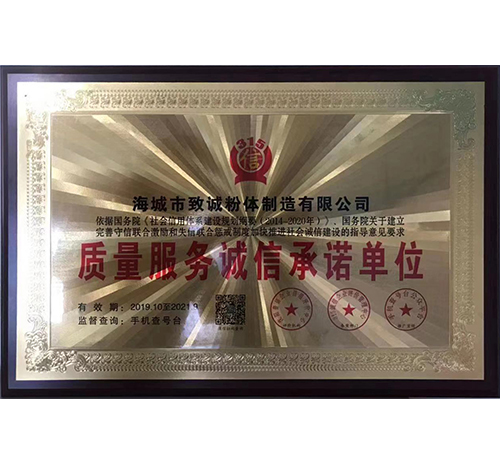 315
信
海城市致诚粉体制造有限公司
依据国务院《社会信用体系建设规划纲要(2014-2020年)》、国务院关于建立
完善守信联合激励和失信联合惩戒制度加快推进社会诚信建设的指导意见要求
质量服务诚信承诺单位
有 效 期:2019.10至2021.9
监督查询:手机查号台